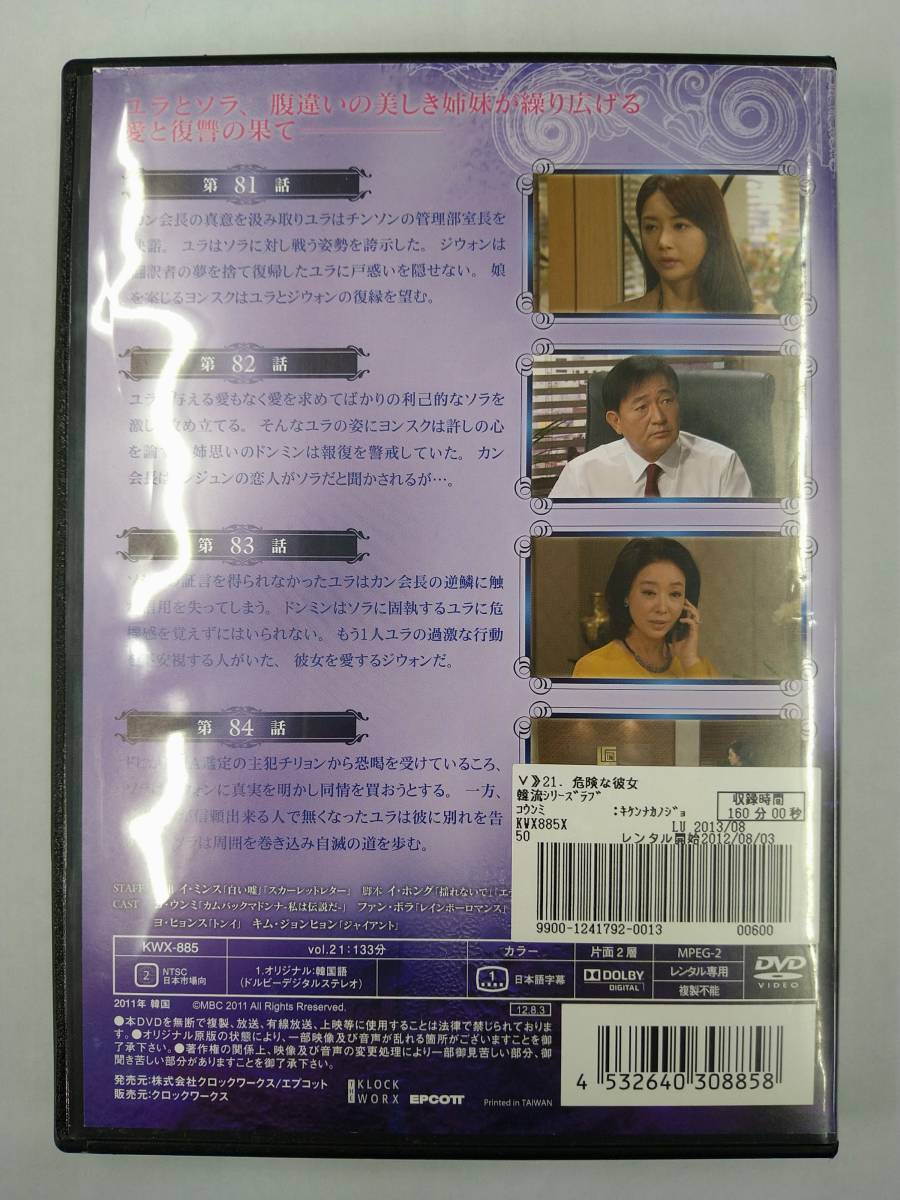 ユラとソラ、腹違いの美しき姉妹が繰り広げる
愛と復讐の果て
第 81 話
カン会長の真意を汲み取りユラはチンソンの管理部室長を
諾。ユラはソラに対し戦う姿勢を誇示した。ジウォンは
翻訳者の夢を捨て復帰したユラに戸惑いを隠せない。娘
を案じるヨンスクはユラとジウォンの復縁を望む。
第 82 話
ユラ 与える愛もなく愛を求めてばかりの利己的なソラを
激し 攻め立てる。そんなユラの姿にヨンスクは許しの心
を諭 姉思いのドンミンは報復を警戒していた。カン
会長は ンジュンの恋人がソラだと聞かされるが…。
第 83 話
の証言を得られなかったユラはカン会長の逆鱗に触
信用を失ってしまう。ドンミンはソラに固執するユラに危
機感を覚えずにはいられない。もう1人ユラの過激な行動
不安視する人がいた、彼女を愛するジウォンだ。
第 84 話
鑑定の主犯チリョンから恐喝を受けているころ、
ォンに真実を明かし同情を買おうとする。一方、
が信頼出来る人で無くなったユラは彼に別れを告
は周囲を巻き込み自滅の道を歩む。
STAFF イ・ミンス「白い嘘」「スカーレットレター」 脚本 イ・ホング「揺れないで」「エ
CAST コ・ウンミ「カムバックマドンナ-私は伝説だ-」 ファン・ボラ「レインボーロマンス」
ヨ・ヒョンス「トンイ」 キム・ジョンヒョン「ジャイアント」
V≫21. 危険な彼女
韓流シリーズラブ
コウンミ :キケンナカノジョ
KWX885X LU 2013/08
50 レンタル開始2012/08/03
収録時間
160 分 00 秒
9900-1241792-0013 00600
KWX-885 vol.21:133分 カラー 片面2層 MPEG-2 DVD VIDEO
2 NTSC 日本市場向 1.オリジナル:韓国語 (ドルビーデジタルステレオ) 1 日本語字幕 DOLBY DIGITAL レンタル専用 複製不能
2011年 韓国 ©MBC 2011 All Rights Rreserved. 12.8.3
●本DVDを無断で複製、放送、有線放送、上映等に使用することは法律で禁じられておりま
す。●オリジナル原版の状態により、一部映像及び音声が乱れる箇所がございますことを御
了承下さい。●著作権の関係上、映像及び音声の変更処理により一部御見苦しい部分、御
聞き苦しい部分がありますことを御了承下さい。
発売元:株式会社クロックワークス/エプコット
販売元:クロックワークス
THE KLOCK WORX EPCOTT Printed in TAIWAN
4 532640 308858